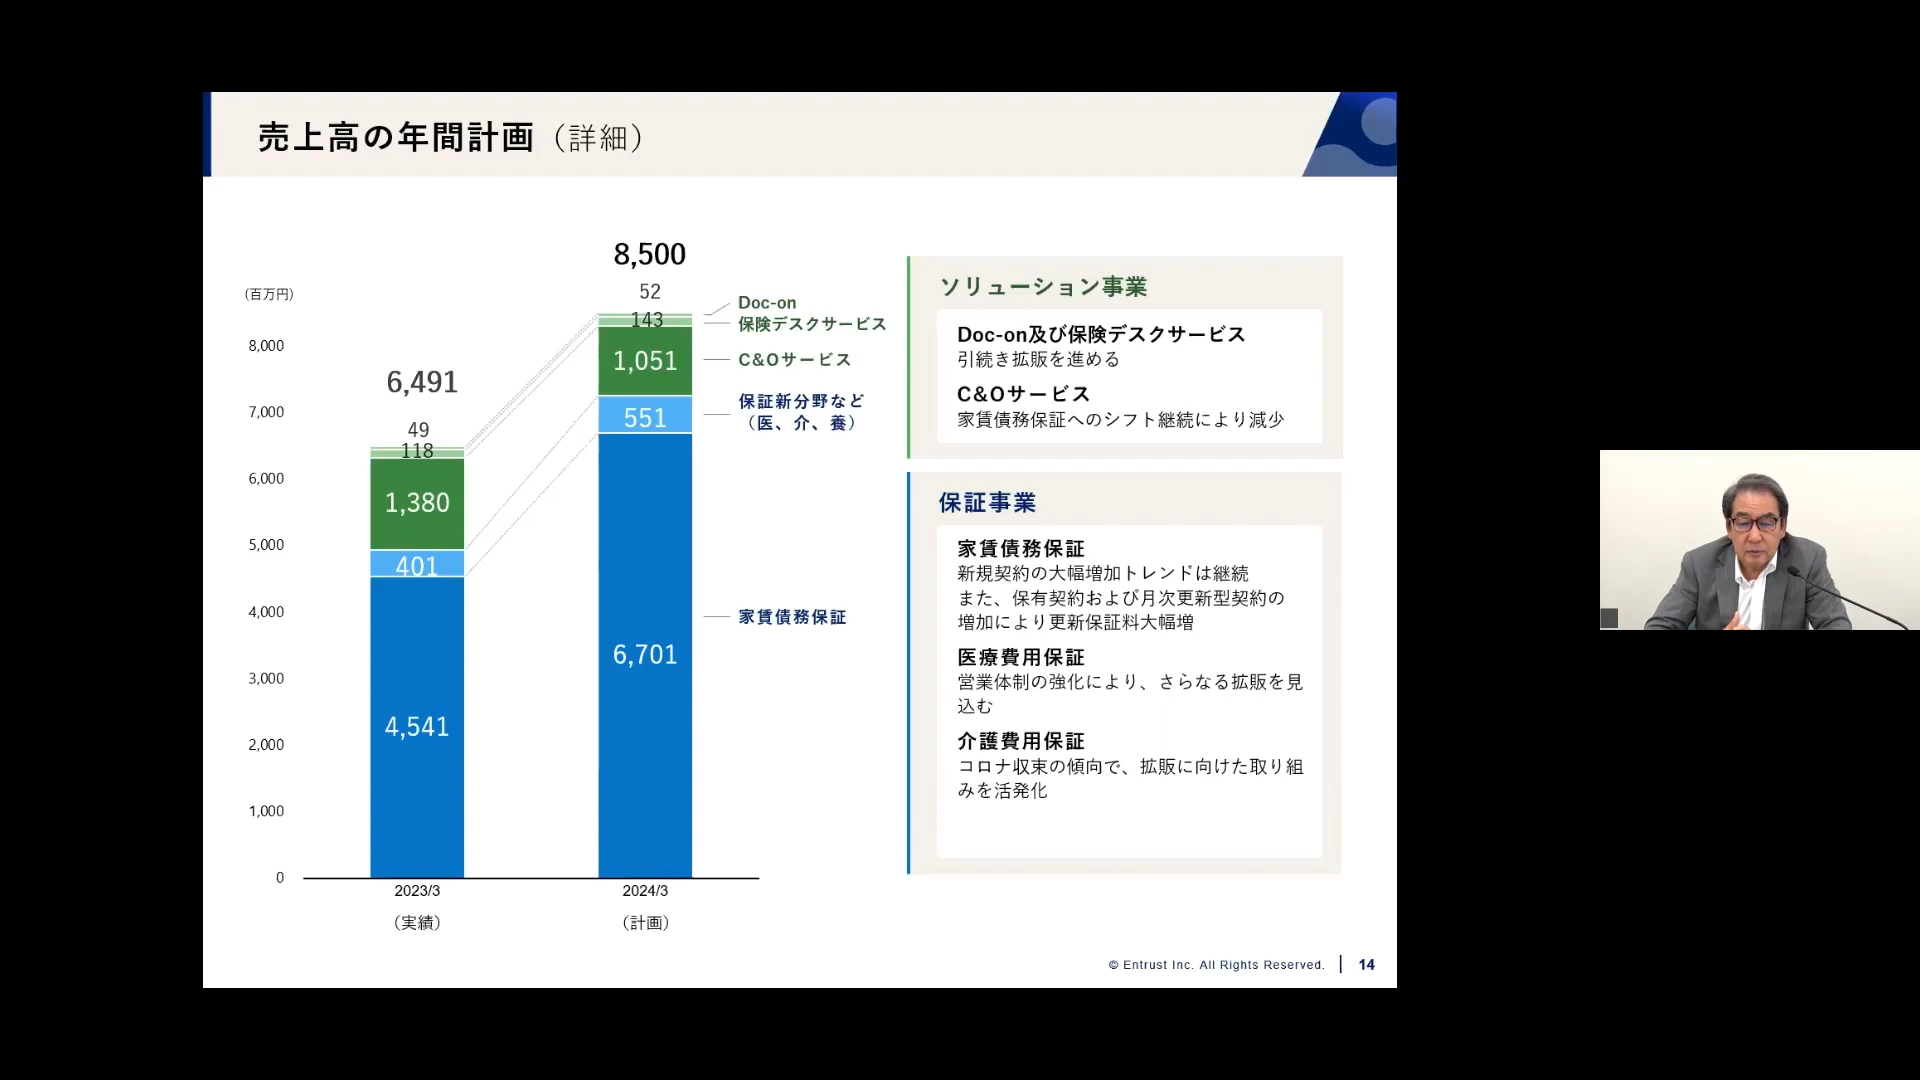 売上高の年間計画（詳細）
(百万円)
8,000
7,000
6,000
5,000
4,000
3,000
2,000
1,000
0
6,491
49
118
1,380
401
4,541
2023/3
（実績）
8,500
52
143
1,051
551
6,701
2024/3
（計画）
Doc-on
保険デスクサービス
C&Oサービス
保証新分野など
（医、介、養）
家賃債務保証
ソリューション事業
Doc-on及び保険デスクサービス
引続き拡販を進める
C&Oサービス
家賃債務保証へのシフト継続により減少
保証事業
家賃債務保証
新規契約の大幅増加トレンドは継続
また、保有契約および月次更新型契約の
増加により更新保証料大幅増
医療費用保証
営業体制の強化により、さらなる拡販を見
込む
介護費用保証
コロナ収束の傾向で、拡販に向けた取り組
みを活発化
© Entrust Inc. All Rights Reserved.
14